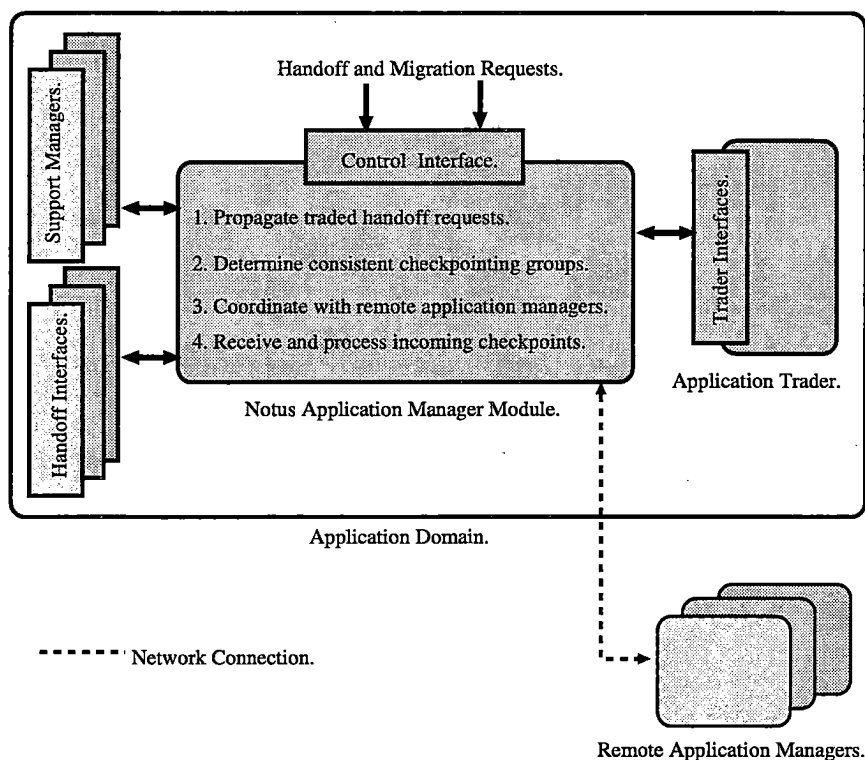 Handoff and Migration Requests.
Support Managers.
Control Interface.
Trader Interfaces.
1. Propagate traded handoff requests.
2. Determine consistent checkpointing groups.
3. Coordinate with remote application managers.
4. Receive and process incoming checkpoints.
Handoff Interfaces.
Application Trader.
Notus Application Manager Module.
Application Domain.
Network Connection.
Remote Application Managers.